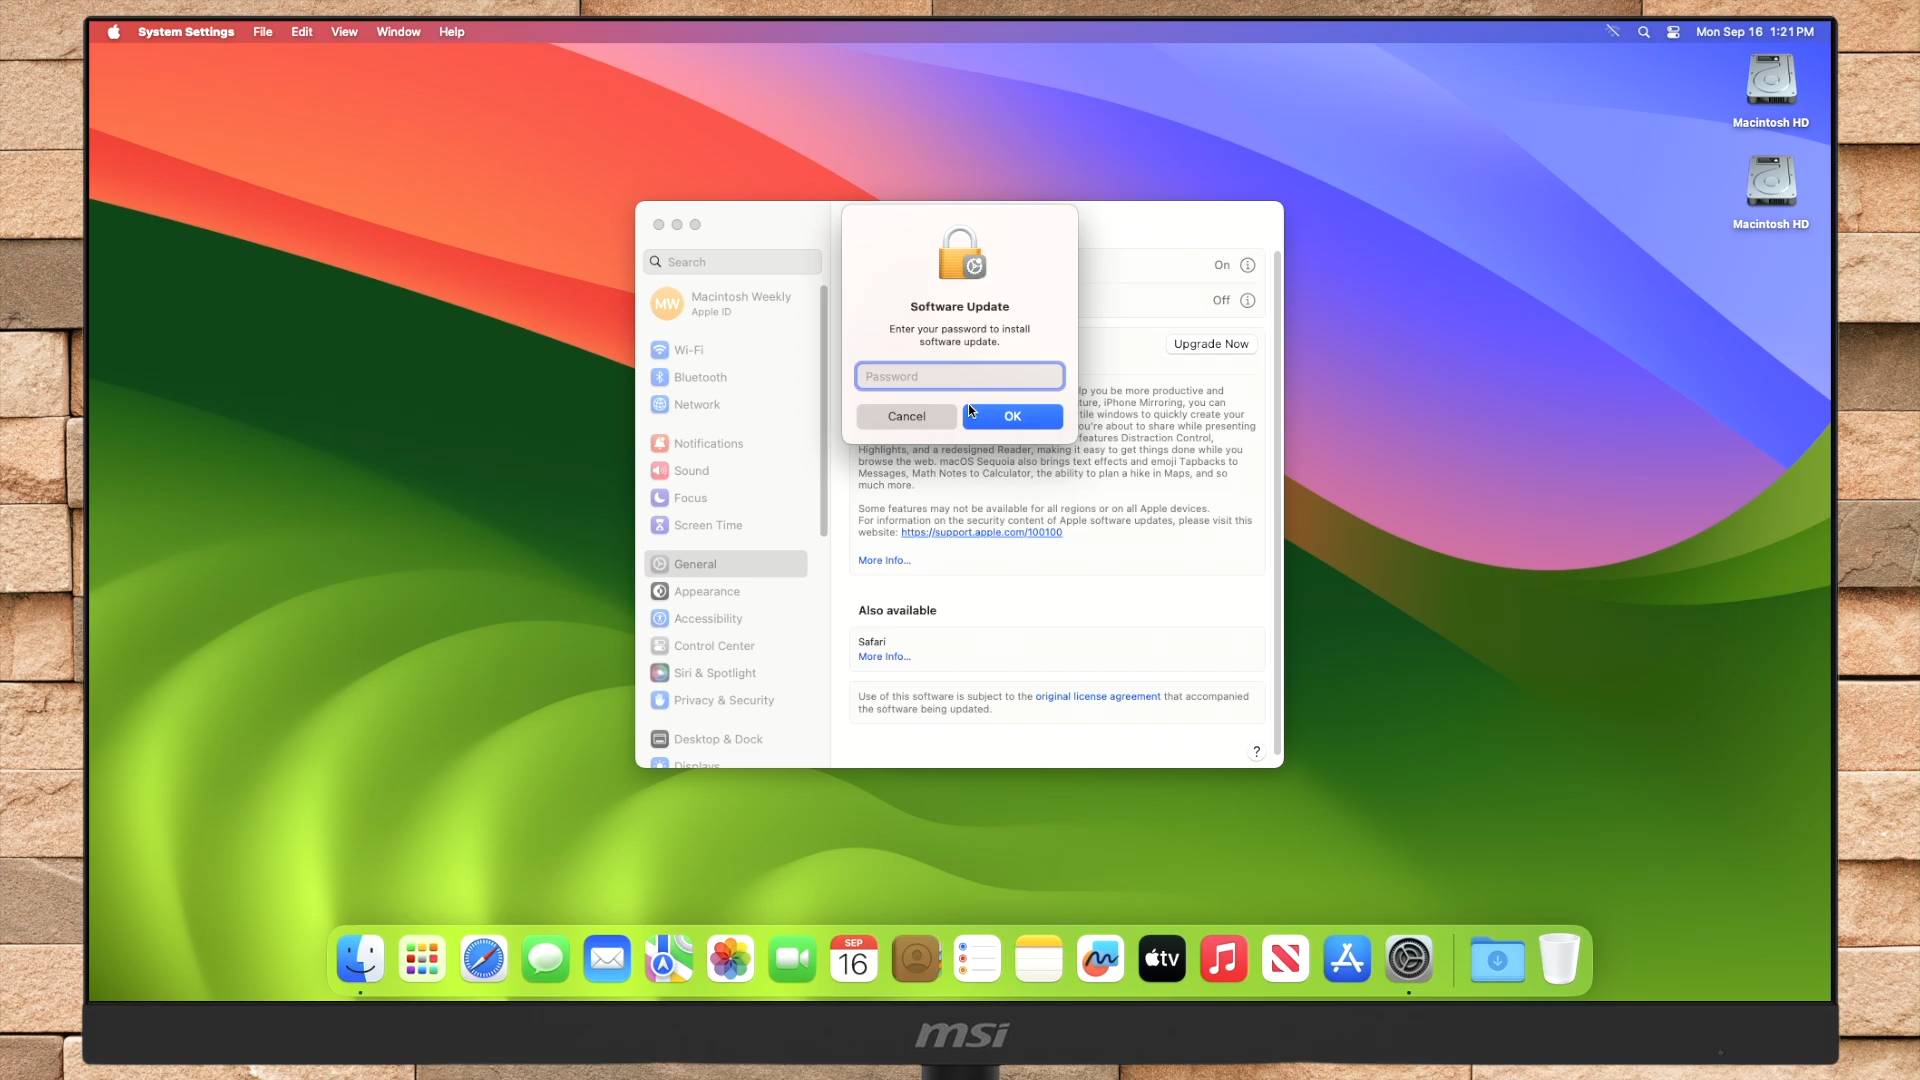 System Settings File Edit View Window Help
Mon Sep 16 1:21 PM
Macintosh HD
Macintosh HD
Search
MW
Macintosh Weekly
Apple ID
Wi-Fi
Bluetooth
Network
Notifications
Sound
Focus
Screen Time
General
Appearance
Accessibility
Control Center
Siri & Spotlight
Privacy & Security
Desktop & Dock
Displays
Software Update
Enter your password to install
software update.
Password
Cancel
OK
On
Off
Upgrade Now
lp you be more productive and
ture, iPhone Mirroring, you can
tile windows to quickly create your
ou're about to share while presenting
features Distraction Control,
Highlights, and a redesigned Reader, making it easy to get things done while you
browse the web. macOS Sequoia also brings text effects and emoji Tapbacks to
Messages, Math Notes to Calculator, the ability to plan a hike in Maps, and so
much more.
Some features may not be available for all regions or on all Apple devices.
For information on the security content of Apple software updates, please visit this
website: https://support.apple.com/100100
More Info...
Also available
Safari
More Info...
Use of this software is subject to the original license agreement that accompanied
the software being updated.
?
SEP
16
tv
msi